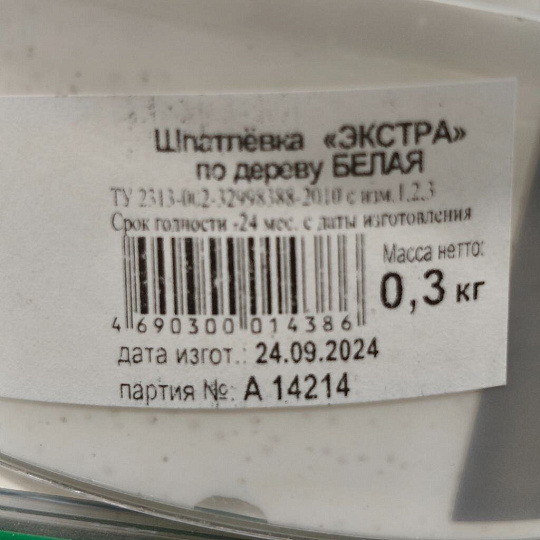 Шпатлёвка «ЭКСТРА»
по дереву БЕЛАЯ
ТУ 2313-002-32998388-2010 с изм.1,2,3
Срок годности -24 мес. с даты изготовления
Масса нетто:
0,3 кг
4 690300 014386
дата изгот.: 24.09.2024
партия №: А 14214